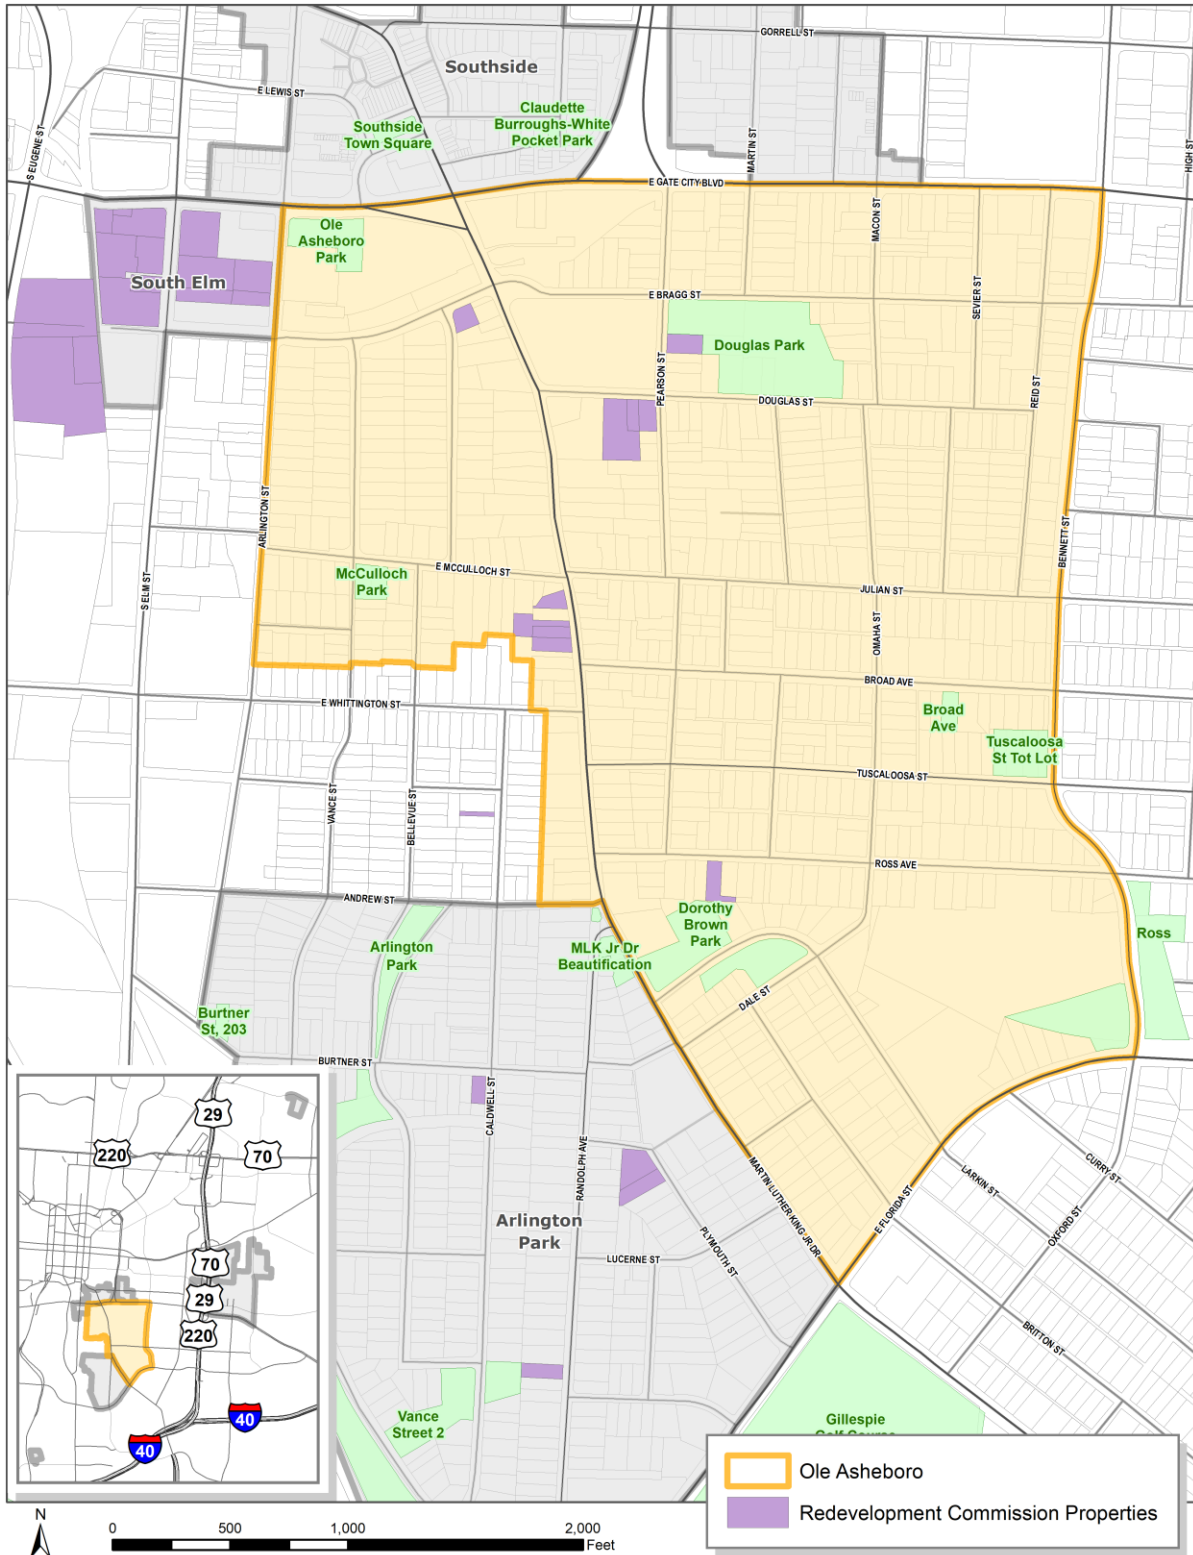 GORRELL ST
Southside
E LEWIS ST
Claudette
Burroughs-White
Pocket Park
Southside
Town Square
S EUGENE ST
MARTIN ST
HIGH ST
E GATE CITY BLVD
MACON ST
Ole
Asheboro
Park
South Elm
E BRAGG ST
SEVIER ST
Douglas Park
PEARSON ST
REID ST
DOUGLAS ST
ARLINGTON ST
BENNETT ST
E MCCULLOCH ST
McCulloch
Park
S ELM ST
JULIAN ST
OMAHA ST
BROAD AVE
E WHITTINGTON ST
Broad
Ave
Tuscaloosa
St Tot Lot
TUSCALOOSA ST
VANCE ST
BELLEVUE ST
ROSS AVE
ANDREW ST
Dorothy
Brown
Park
Ross
Arlington
Park
MLK Jr Dr
Beautification
DALE ST
Burtner
St, 203
BURTNER ST
CALDWELL ST
RANDOLPH AVE
29
220
70
MARTIN LUTHER KING JR DR
LARKIN ST
CURRY ST
E FLORIDA ST
OXFORD ST
Arlington
Park
PLYMOUTH ST
LUCERNE ST
70
29
220
BRITTON ST
40
40
Vance
Street 2
Gillespie
Ole Asheboro
Redevelopment Commission Properties
N
0 500 1,000 2,000
Feet